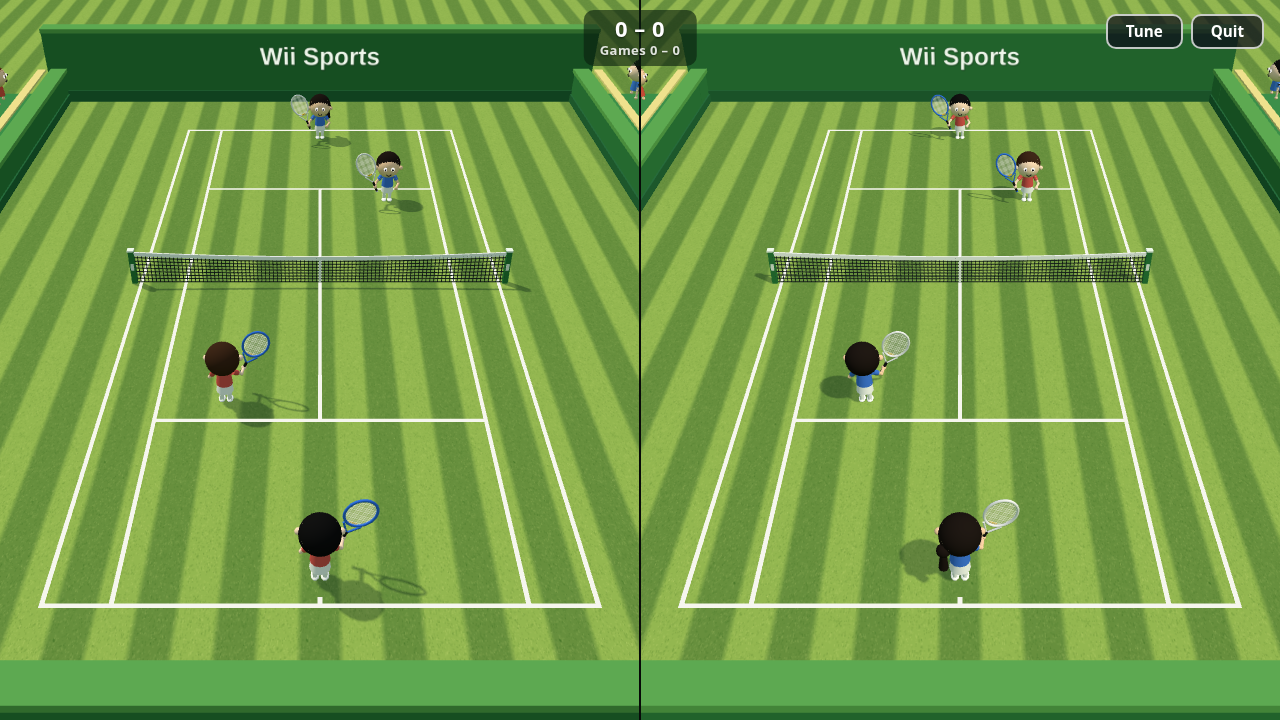 Wii Sports
0 – 0
Games 0 – 0
Wii Sports
Tune
Quit